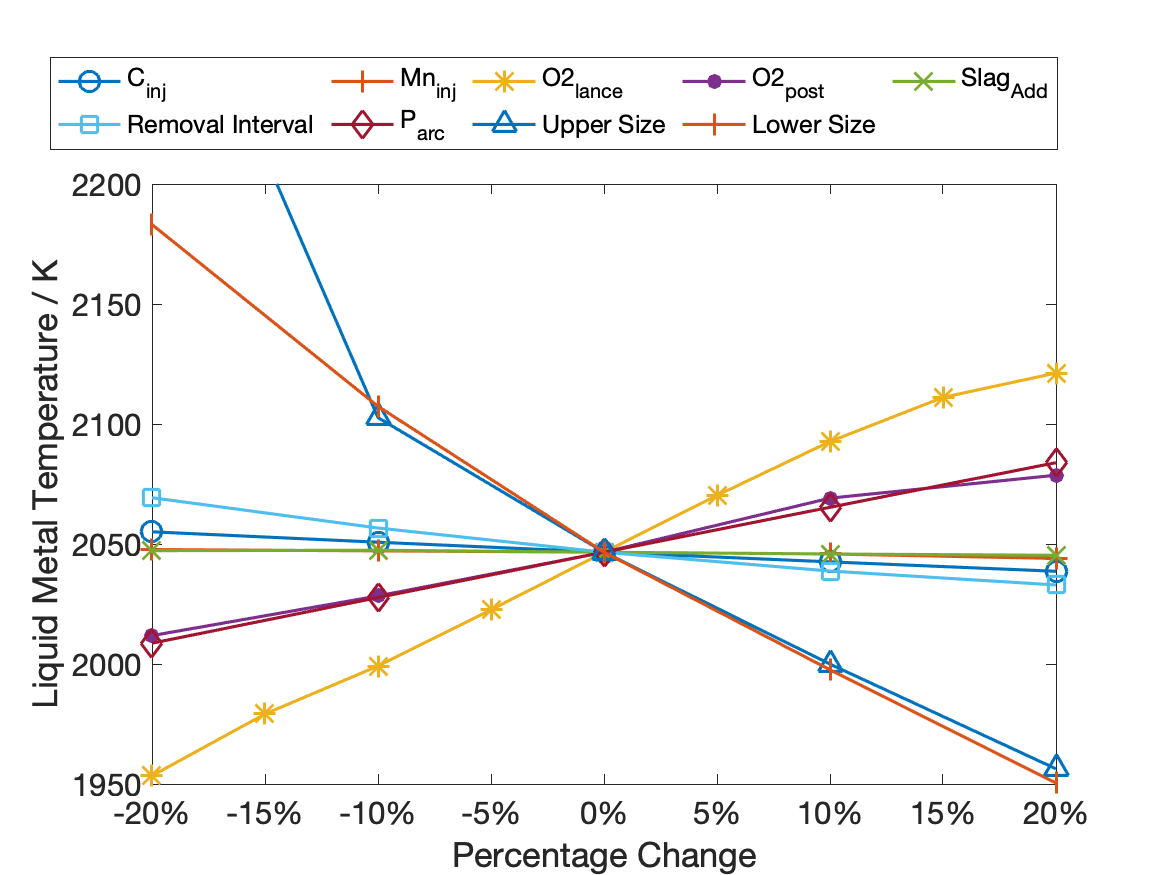 C_inj Mn_inj O2_lance O2_post Slag_Add
Removal Interval P_arc Upper Size Lower Size
2200
2150
2100
2050
2000
1950
Liquid Metal Temperature / K
-20% -15% -10% -5% 0% 5% 10% 15% 20%
Percentage Change